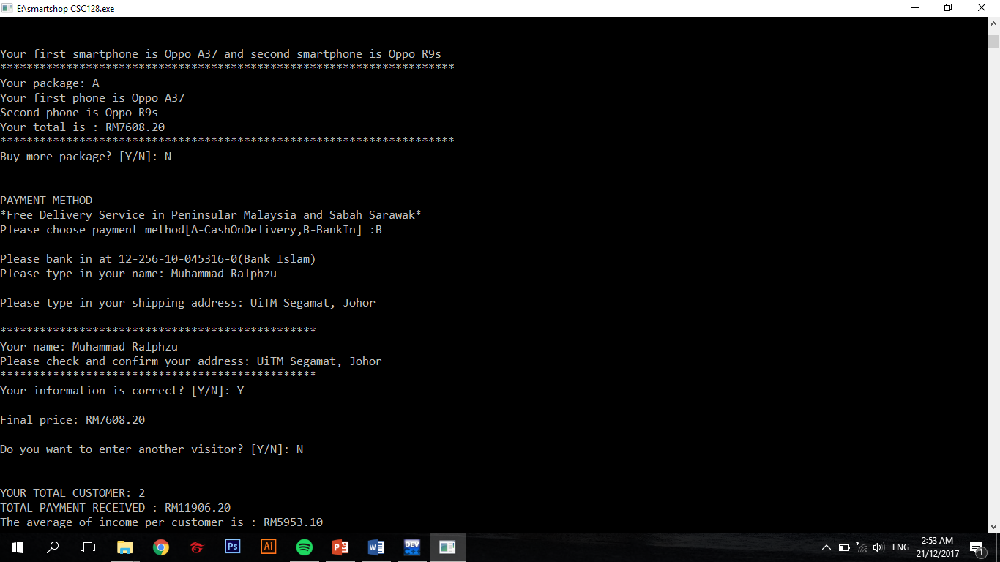 E:\smartshop CSC128.exe
Your first smartphone is Oppo A37 and second smartphone is Oppo R9s
*********************************************************************
Your package: A
Your first phone is Oppo A37
Second phone is Oppo R9s
Your total is : RM7608.20
*********************************************************************
Buy more package? [Y/N]: N
PAYMENT METHOD
*Free Delivery Service in Peninsular Malaysia and Sabah Sarawak*
Please choose payment method[A-CashOnDelivery,B-BankIn] :B
Please bank in at 12-256-10-045316-0(Bank Islam)
Please type in your name: Muhammad Ralphzu
Please type in your shipping address: UiTM Segamat, Johor
************************************************
Your name: Muhammad Ralphzu
Please check and confirm your address: UiTM Segamat, Johor
************************************************
Your information is correct? [Y/N]: Y
Final price: RM7608.20
Do you want to enter another visitor? [Y/N]: N
YOUR TOTAL CUSTOMER: 2
TOTAL PAYMENT RECEIVED : RM11906.20
The average of income per customer is : RM5953.10
Ps
Ai
P
W
DEV
ENG
2:53 AM
21/12/2017
1